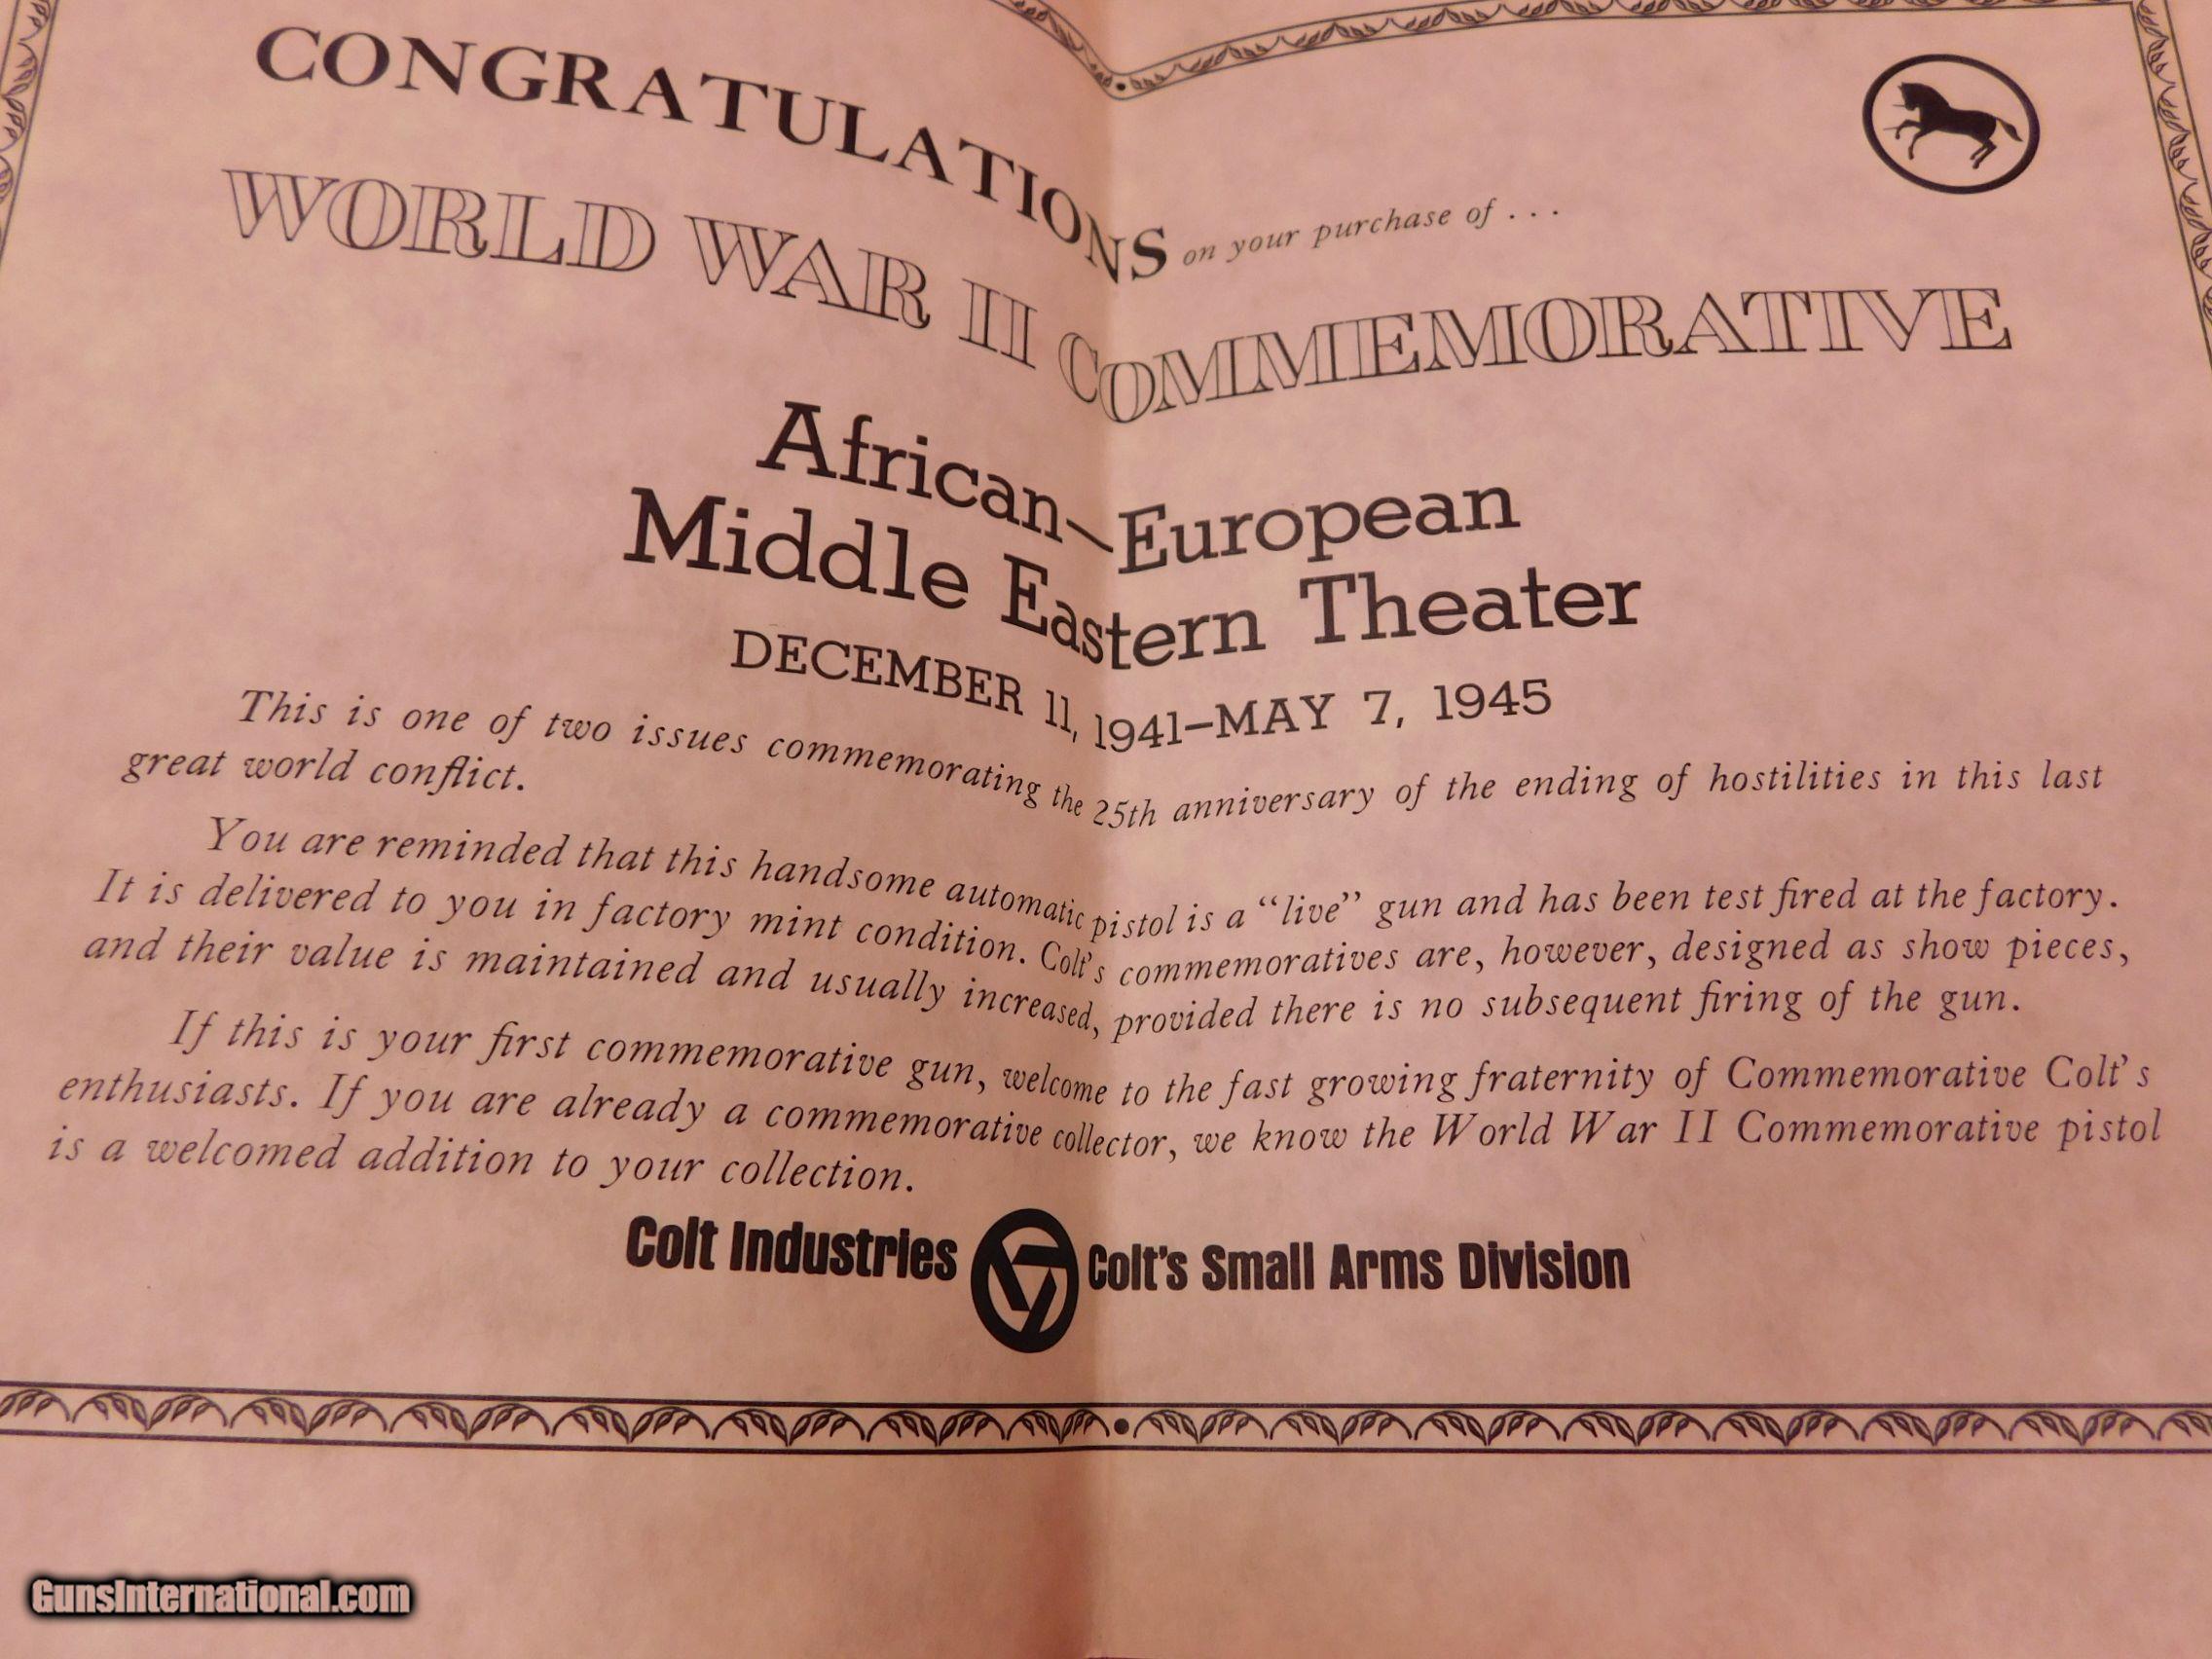 CONGRATULATIONS on your purchase of . . .
WORLD WAR II COMMEMORATIVE
African–European
Middle Eastern Theater
DECEMBER 11, 1941–MAY 7, 1945
This is one of two issues commemorating the 25th anniversary of the ending of hostilities in this last
great world conflict.
You are reminded that this handsome automatic pistol is a “live” gun and has been test fired at the factory.
It is delivered to you in factory mint condition. Colt's commemoratives are, however, designed as show pieces,
and their value is maintained and usually increased, provided there is no subsequent firing of the gun.
If this is your first commemorative gun, welcome to the fast growing fraternity of Commemorative Colt's
enthusiasts. If you are already a commemorative collector, we know the World War II Commemorative pistol
is a welcomed addition to your collection.
Colt Industries Colt's Small Arms Division
GunsInternational.com